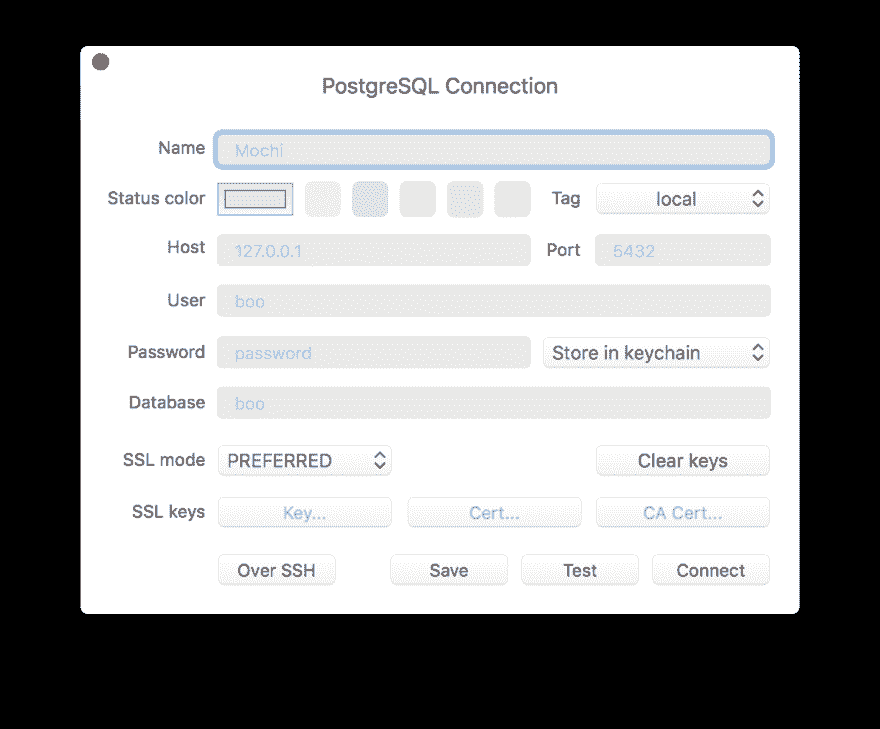 PostgreSQL Connection
Name Mochi
Status color Tag local
Host 127.0.0.1 Port 5432
User boo
Password password Store in keychain
Database boo
SSL mode PREFERRED Clear keys
SSL keys Key... Cert... CA Cert...
Over SSH Save Test Connect